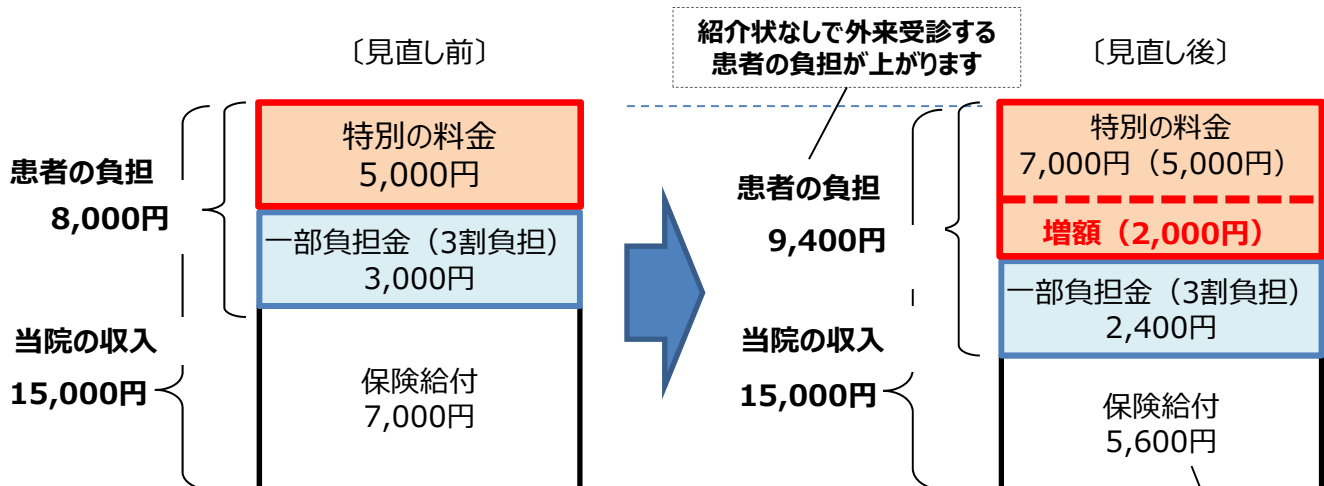 〔見直し前〕
特別の料金
5,000円
患者の負担
8,000円
一部負担金（3割負担）
3,000円
当院の収入
15,000円
保険給付
7,000円
紹介状なしで外来受診する
患者の負担が上がります
〔見直し後〕
特別の料金
7,000円（5,000円）
増額（2,000円）
患者の負担
9,400円
一部負担金（3割負担）
2,400円
当院の収入
15,000円
保険給付
5,600円